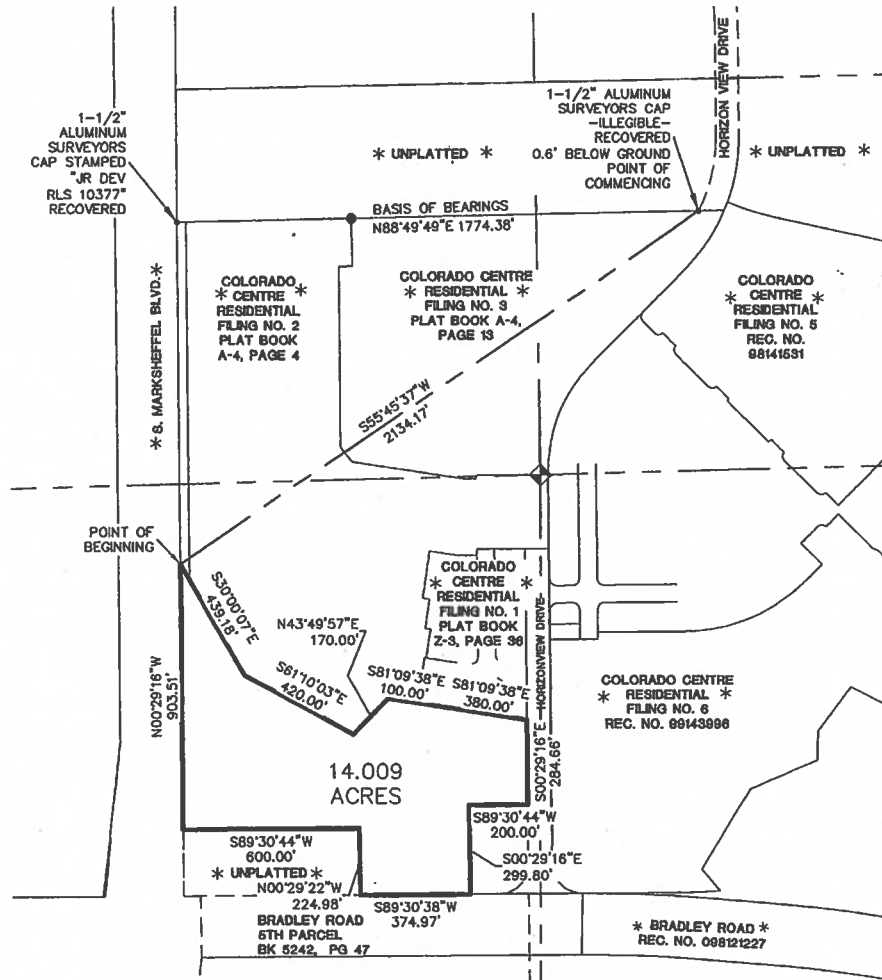 HORIZON VIEW DRIVE
1-1/2"
ALUMINUM
SURVEYORS
CAP STAMPED
"JR DEV
RLS 10377"
RECOVERED
1-1/2" ALUMINUM
SURVEYORS CAP
-ILLEGIBLE-
RECOVERED
0.6' BELOW GROUND
POINT OF
COMMENCING
* UNPLATTED *
* UNPLATTED *
BASIS OF BEARINGS
N88°49'49"E 1774.38'
COLORADO
* CENTRE *
RESIDENTIAL
FILING NO. 2
PLAT BOOK
A-4, PAGE 4
COLORADO CENTRE
* RESIDENTIAL *
FILING NO. 3
PLAT BOOK A-4,
PAGE 13
COLORADO
* CENTRE *
RESIDENTIAL
FILING NO. 5
REC. NO.
98141531
*S. MARKSHEFFEL BLVD.*
S55°45'37"W
2134.17'
POINT OF
BEGINNING
S30°00'07"E
439.18'
N43°49'57"E
170.00'
COLORADO
* CENTRE *
RESIDENTIAL
FILING NO. 1
PLAT BOOK
Z-3, PAGE 36
S61°10'03"E
420.00'
S81°09'38"E
100.00'
S81°09'38"E
380.00'
HORIZONVIEW DRIVE
S00°29'16"E
284.66'
COLORADO CENTRE
* RESIDENTIAL *
FILING NO. 6
REC. NO. 99143996
N00°29'16"W
903.51'
14.009
ACRES
S89°30'44"W
200.00'
S00°29'16"E
299.80'
S89°30'44"W
600.00'
* UNPLATTED *
N00°29'22"W
224.98'
S89°30'38"W
374.97'
BRADLEY ROAD
5TH PARCEL
BK 5242, PG 47
* BRADLEY ROAD *
REC. NO. 098121227